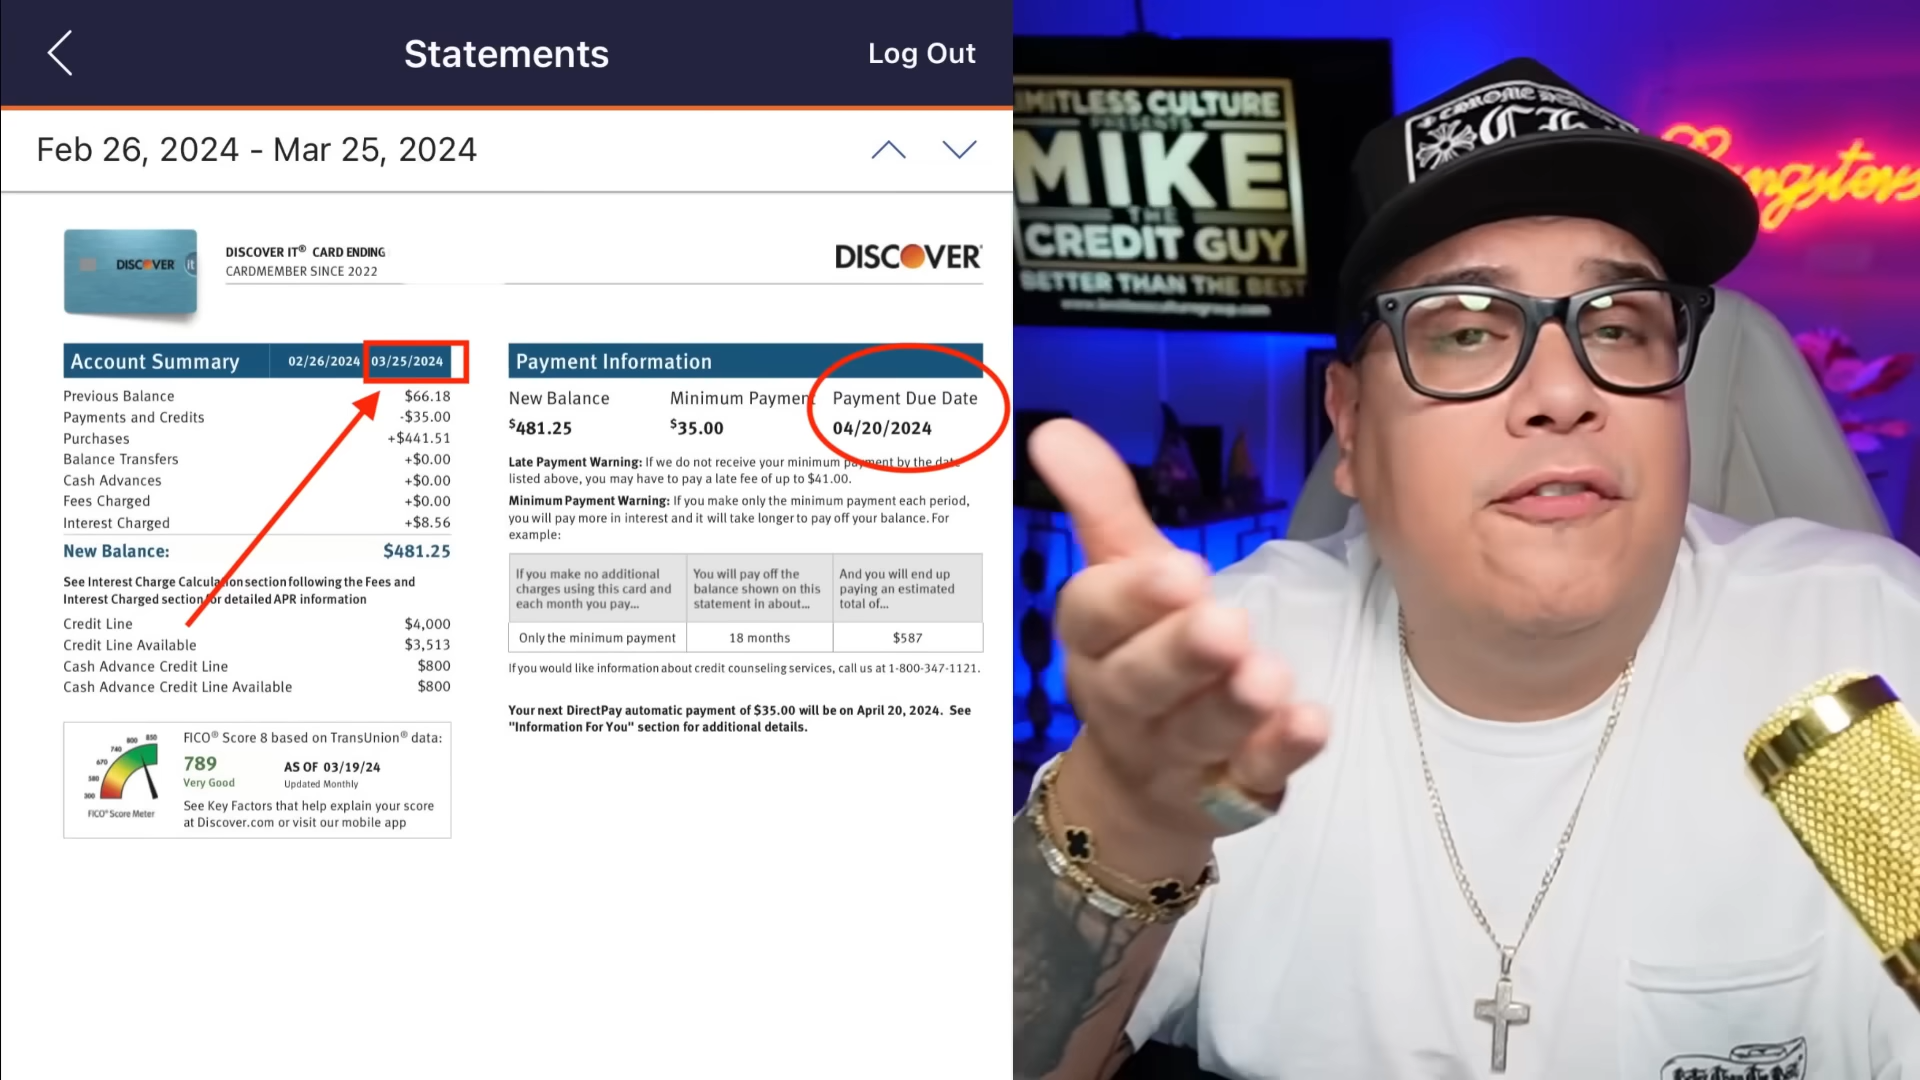 Statements
Log Out
Feb 26, 2024 - Mar 25, 2024
DISCOVER it
DISCOVER IT® CARD ENDING
CARDMEMBER SINCE 2022
DISCOVER
Account Summary 02/26/2024 03/25/2024
Previous Balance $66.18
Payments and Credits -$35.00
Purchases +$441.51
Balance Transfers +$0.00
Cash Advances +$0.00
Fees Charged +$0.00
Interest Charged +$8.56
New Balance: $481.25
See Interest Charge Calculation section following the Fees and
Interest Charged section for detailed APR information
Credit Line $4,000
Credit Line Available $3,513
Cash Advance Credit Line $800
Cash Advance Credit Line Available $800
FICO® Score 8 based on TransUnion® data:
789
Very Good
AS OF 03/19/24
Updated Monthly
See Key Factors that help explain your score
at Discover.com or visit our mobile app
300 580 670 740 800 850
FICO® Score Meter
Payment Information
New Balance Minimum Payment Payment Due Date
$481.25 $35.00 04/20/2024
Late Payment Warning: If we do not receive your minimum payment by the date
listed above, you may have to pay a late fee of up to $41.00.
Minimum Payment Warning: If you make only the minimum payment each period,
you will pay more in interest and it will take longer to pay off your balance. For
example:
If you make no additional
charges using this card and
each month you pay...
You will pay off the
balance shown on this
statement in about...
And you will end up
paying an estimated
total of...
Only the minimum payment 18 months $587
If you would like information about credit counseling services, call us at 1-800-347-1121.
Your next DirectPay automatic payment of $35.00 will be on April 20, 2024. See
"Information For You" section for additional details.
MITLESS CULTURE
PRESENTS
MIKE
THE
CREDIT GUY
BETTER THAN THE BEST
CHROME
CH
ngsters